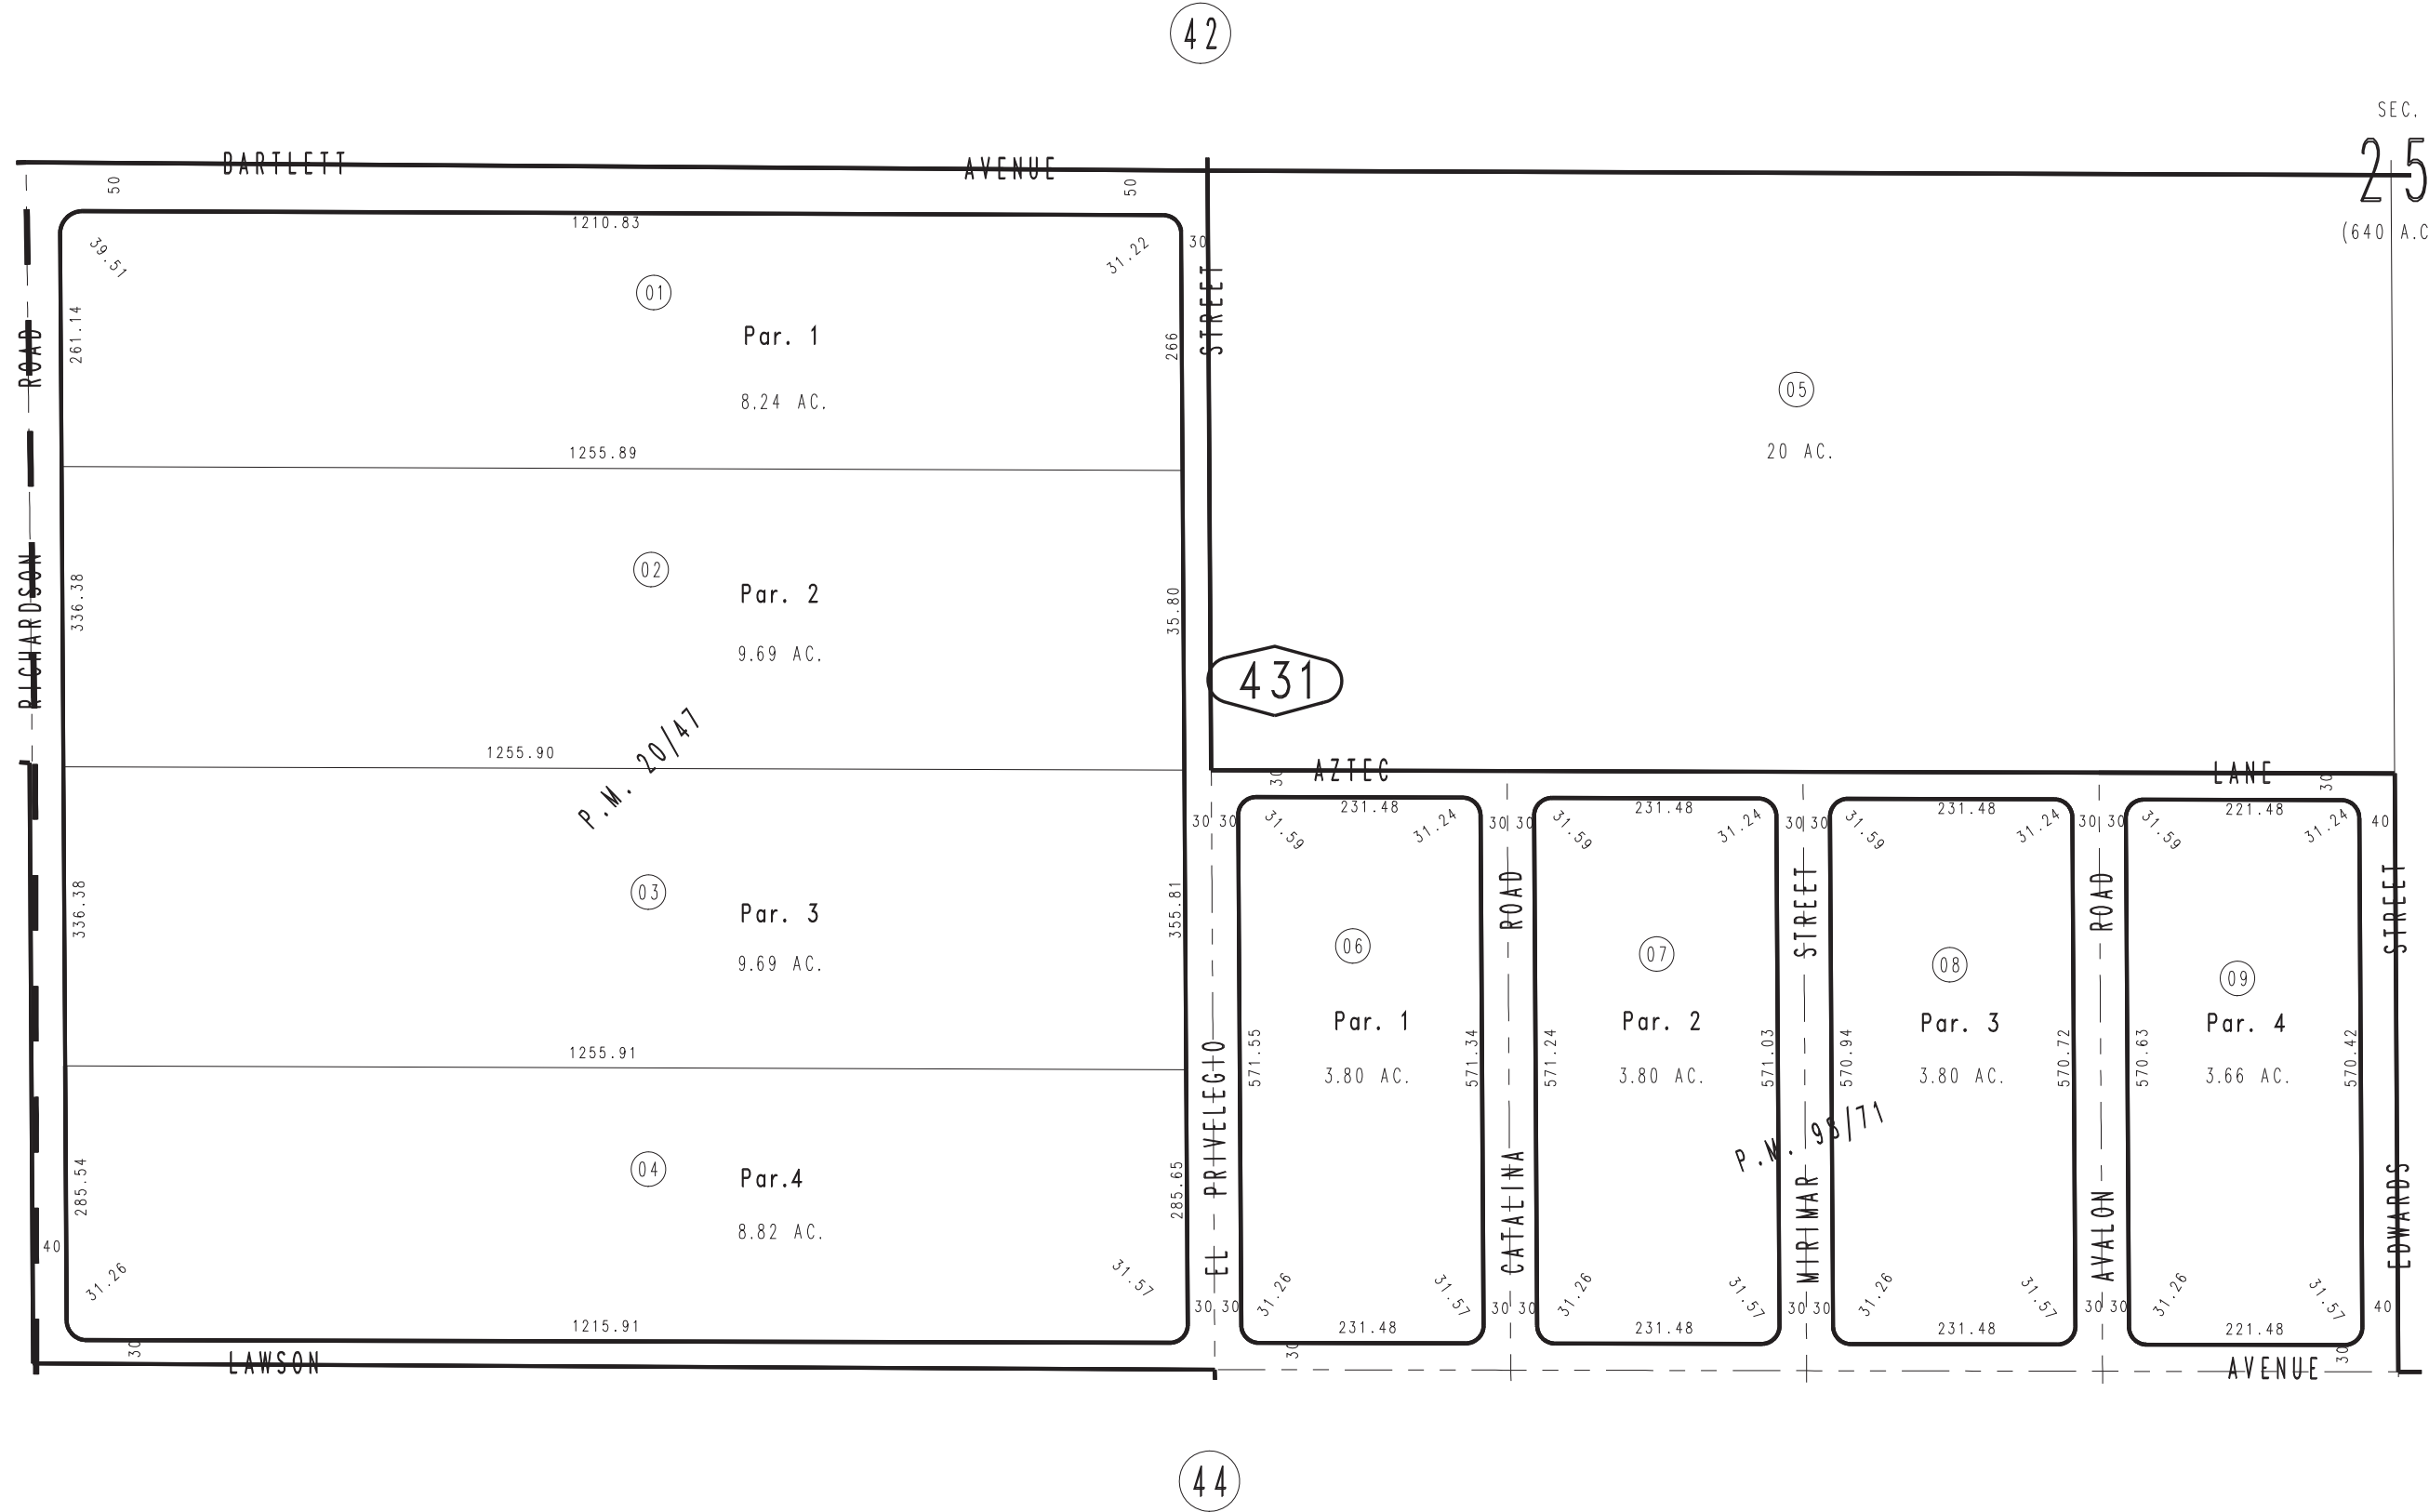 42
SEC.
25
(640 A.C
BARTLETT AVENUE
50
50
1210.83
39.51
31.22
30
STREET
01
Par. 1
8.24 AC.
261.14
266
ROAD
RICHARDSON
1255.89
05
20 AC.
02
Par. 2
9.69 AC.
336.38
35.80
431
P.M. 20/47
1255.90
AZTEC LANE
30
30
03
Par. 3
9.69 AC.
336.38
355.81
1255.91
04
Par.4
8.82 AC.
285.54
285.65
40
31.26
31.57
1215.91
30
LAWSON AVENUE
30 30
EL PRIVELEGIO
30 30
231.48
31.59
31.24
06
Par. 1
3.80 AC.
571.55
571.34
31.26
31.57
231.48
30
30 30
ROAD
CATALINA
30 30
231.48
31.59
31.24
07
Par. 2
3.80 AC.
571.24
571.03
31.26
31.57
231.48
30 30
STREET
MIRIMAR
30 30
P.M. 98/71
231.48
31.59
31.24
08
Par. 3
3.80 AC.
570.94
570.72
31.26
31.57
231.48
30 30
ROAD
AVALON
30 30
221.48
31.59
31.24
09
Par. 4
3.66 AC.
570.63
570.42
31.26
31.57
221.48
30
40
STREET
EDWARDS
40
44